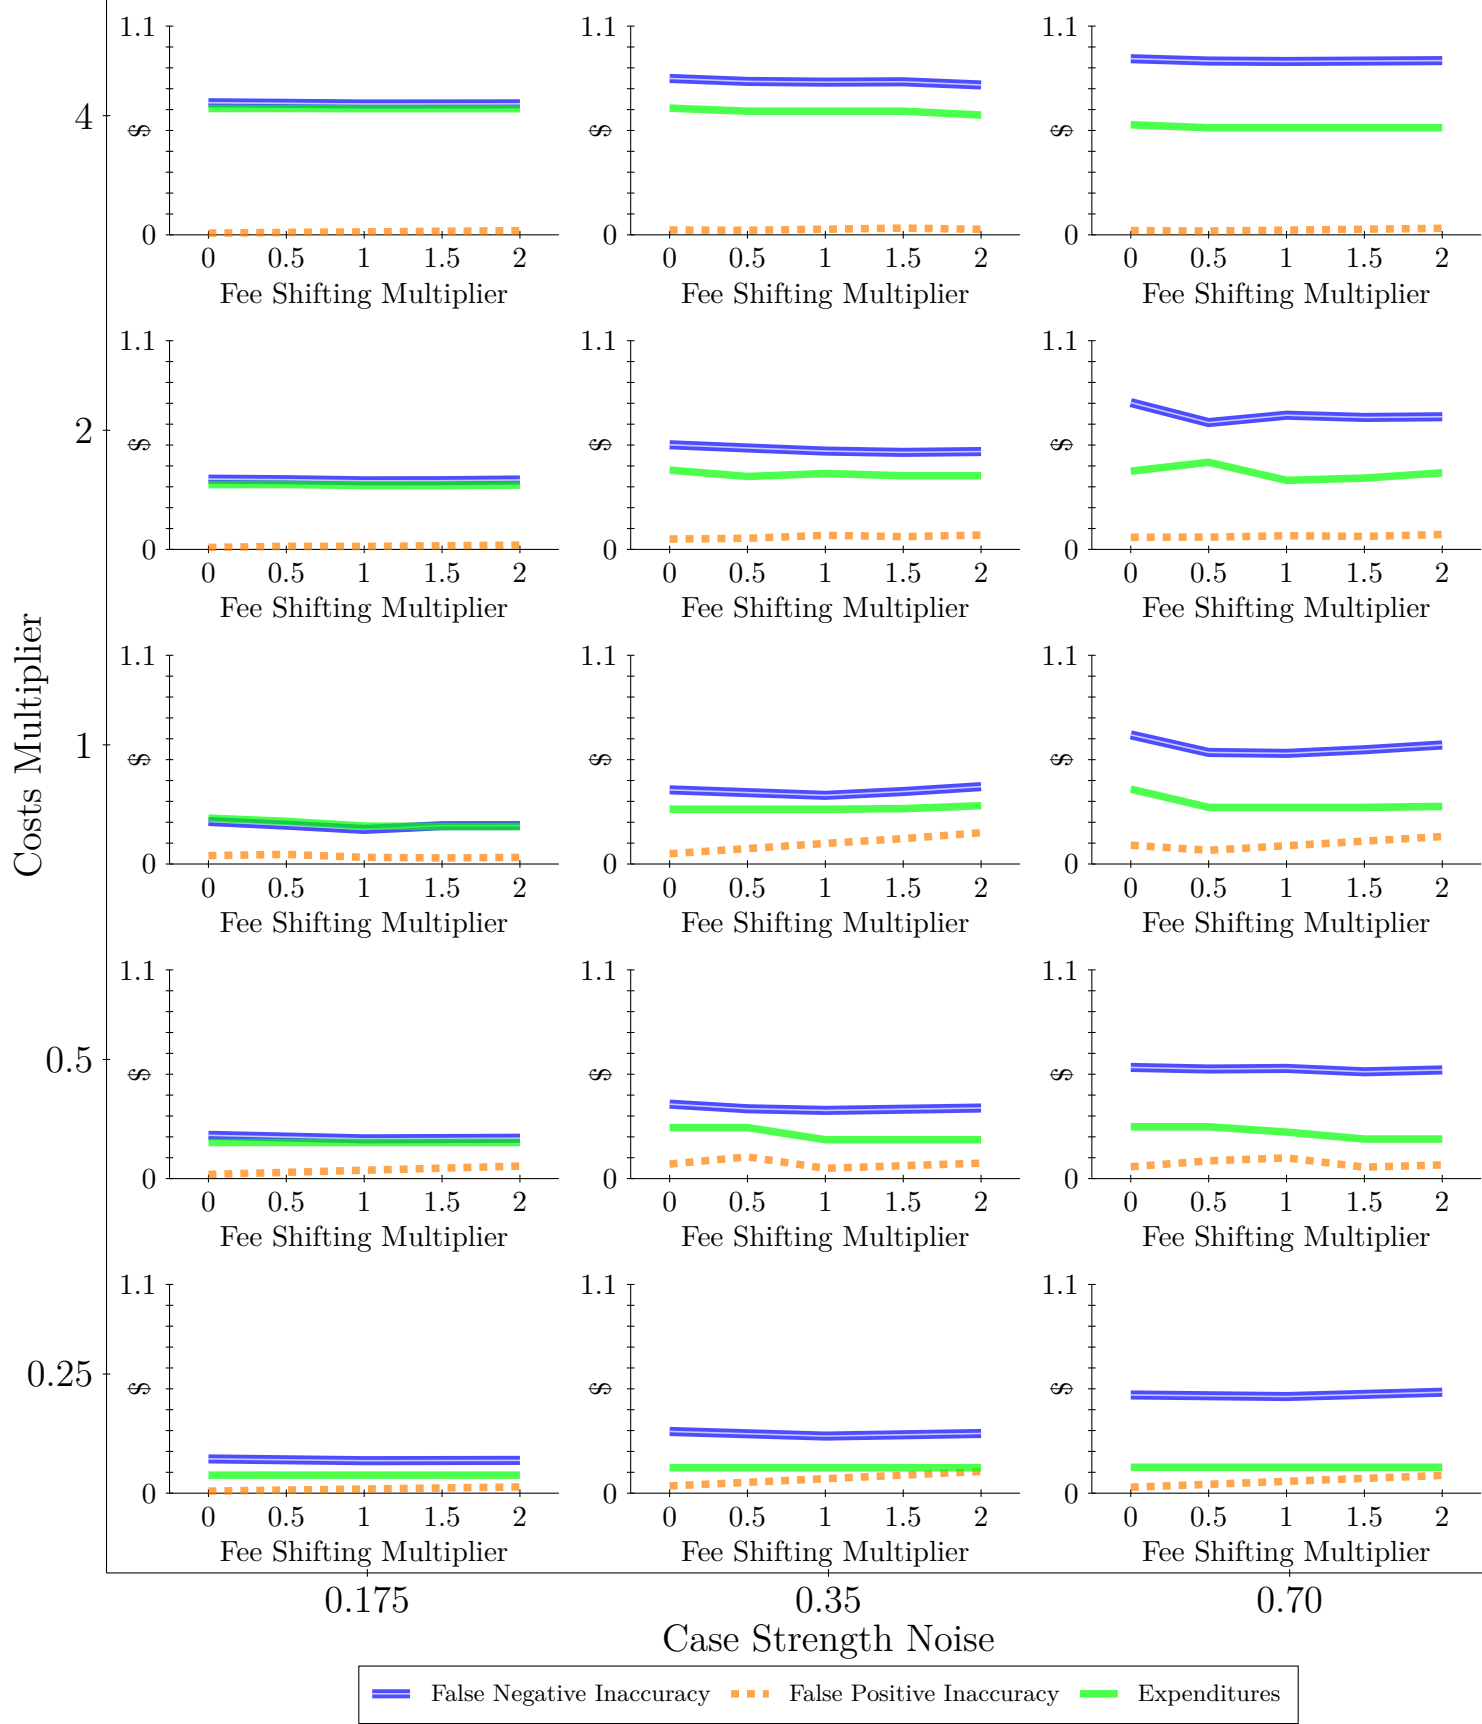 Costs Multiplier
4
1.1
$
0
0 0.5 1 1.5 2
Fee Shifting Multiplier
1.1
$
0
0 0.5 1 1.5 2
Fee Shifting Multiplier
1.1
$
0
0 0.5 1 1.5 2
Fee Shifting Multiplier
2
1.1
$
0
0 0.5 1 1.5 2
Fee Shifting Multiplier
1.1
$
0
0 0.5 1 1.5 2
Fee Shifting Multiplier
1.1
$
0
0 0.5 1 1.5 2
Fee Shifting Multiplier
1
1.1
$
0
0 0.5 1 1.5 2
Fee Shifting Multiplier
1.1
$
0
0 0.5 1 1.5 2
Fee Shifting Multiplier
1.1
$
0
0 0.5 1 1.5 2
Fee Shifting Multiplier
0.5
1.1
$
0
0 0.5 1 1.5 2
Fee Shifting Multiplier
1.1
$
0
0 0.5 1 1.5 2
Fee Shifting Multiplier
1.1
$
0
0 0.5 1 1.5 2
Fee Shifting Multiplier
0.25
1.1
$
0
0 0.5 1 1.5 2
Fee Shifting Multiplier
1.1
$
0
0 0.5 1 1.5 2
Fee Shifting Multiplier
1.1
$
0
0 0.5 1 1.5 2
Fee Shifting Multiplier
0.175 0.35 0.70
Case Strength Noise
False Negative Inaccuracy False Positive Inaccuracy Expenditures